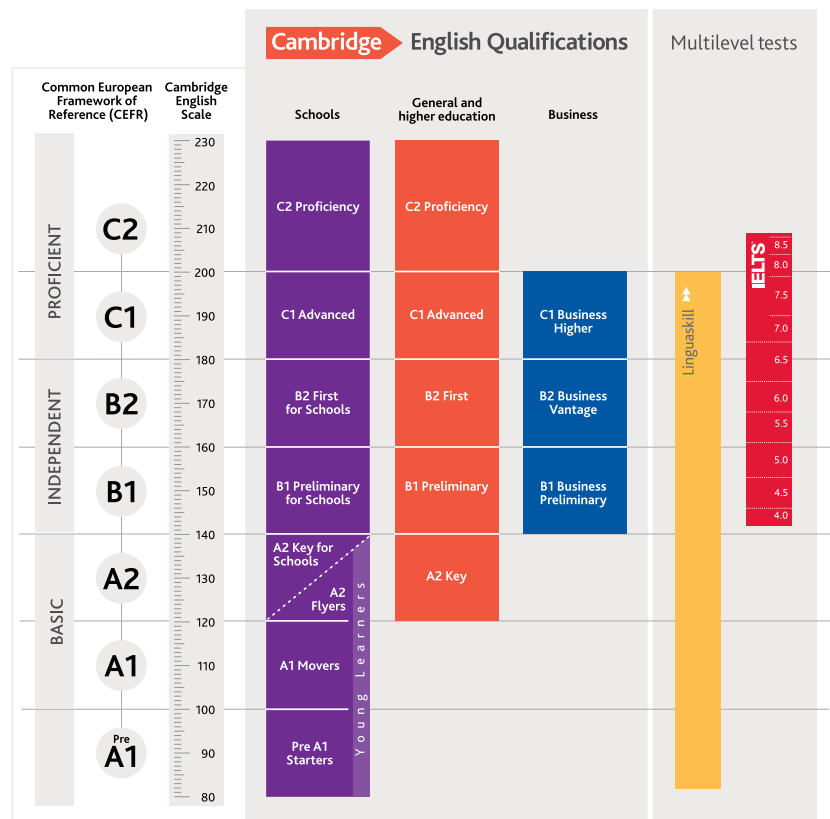 Cambridge English Qualifications
Multilevel tests
Common European
Framework of
Reference (CEFR)
Cambridge
English
Scale
Schools
General and
higher education
Business
PROFICIENT
INDEPENDENT
BASIC
C2
C1
B2
B1
A2
A1
Pre
A1
230
220
210
200
190
180
170
160
150
140
130
120
110
100
90
80
C2 Proficiency
C1 Advanced
B2 First
for Schools
B1 Preliminary
for Schools
A2 Key for
Schools
A2
Flyers
A1 Movers
Pre A1
Starters
Young Learners
C2 Proficiency
C1 Advanced
B2 First
B1 Preliminary
A2 Key
C1 Business
Higher
B2 Business
Vantage
B1 Business
Preliminary
Linguaskill
IELTS
8.5
8.0
7.5
7.0
6.5
6.0
5.5
5.0
4.5
4.0